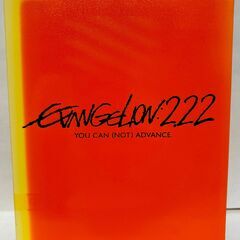 EVANGELION:2.22
YOU CAN (NOT) ADVANCE.